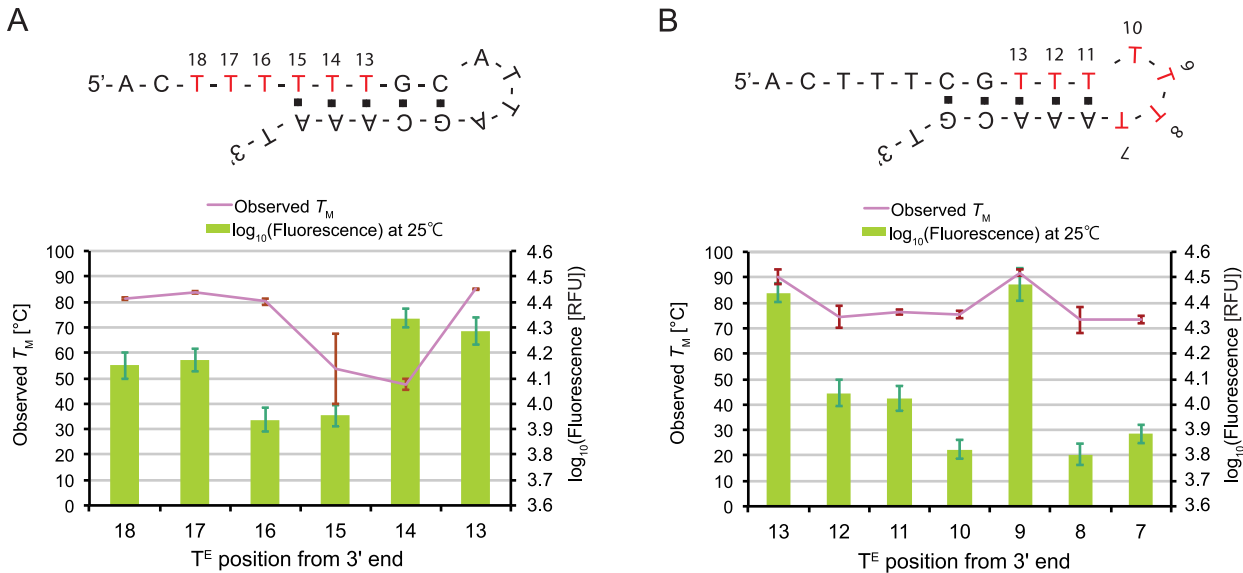 A
18 17 16 15 14 13
5'- A - C - T - T - T - T - T - T - G - C
A
T
T
3'- T - A - A - A - C - G - A
Observed TM
log10(Fluorescence) at 25℃
Observed TM [°C]
100
90
80
70
60
50
40
30
20
10
0
4.6
4.5
4.4
4.3
4.2
4.1
4.0
3.9
3.8
3.7
3.6
log10(Fluorescence [RFU])
18 17 16 15 14 13
TE position from 3' end
B
13 12 11 10
5'- A - C - T - T - T - C - G - T - T - T - T
T 9
T 8
3'- T - G - C - A - A - A - T
7
Observed TM
log10(Fluorescence) at 25℃
Observed TM [°C]
100
90
80
70
60
50
40
30
20
10
0
4.6
4.5
4.4
4.3
4.2
4.1
4.0
3.9
3.8
3.7
3.6
log10(Fluorescence [RFU])
13 12 11 10 9 8 7
TE position from 3' end